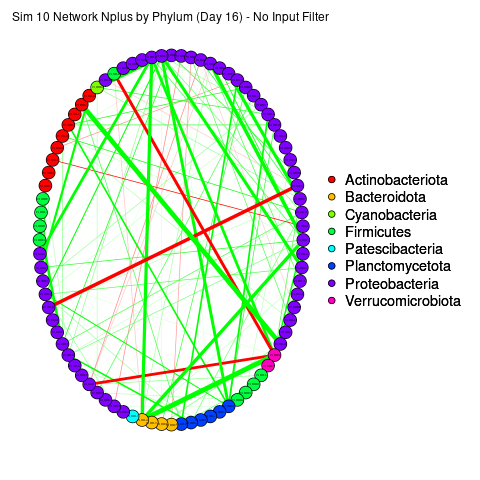 Sim 10 Network Nplus by Phylum (Day 16) - No Input Filter
Actinobacteriota
Bacteroidota
Cyanobacteria
Firmicutes
Patescibacteria
Planctomycetota
Proteobacteria
Verrucomicrobiota